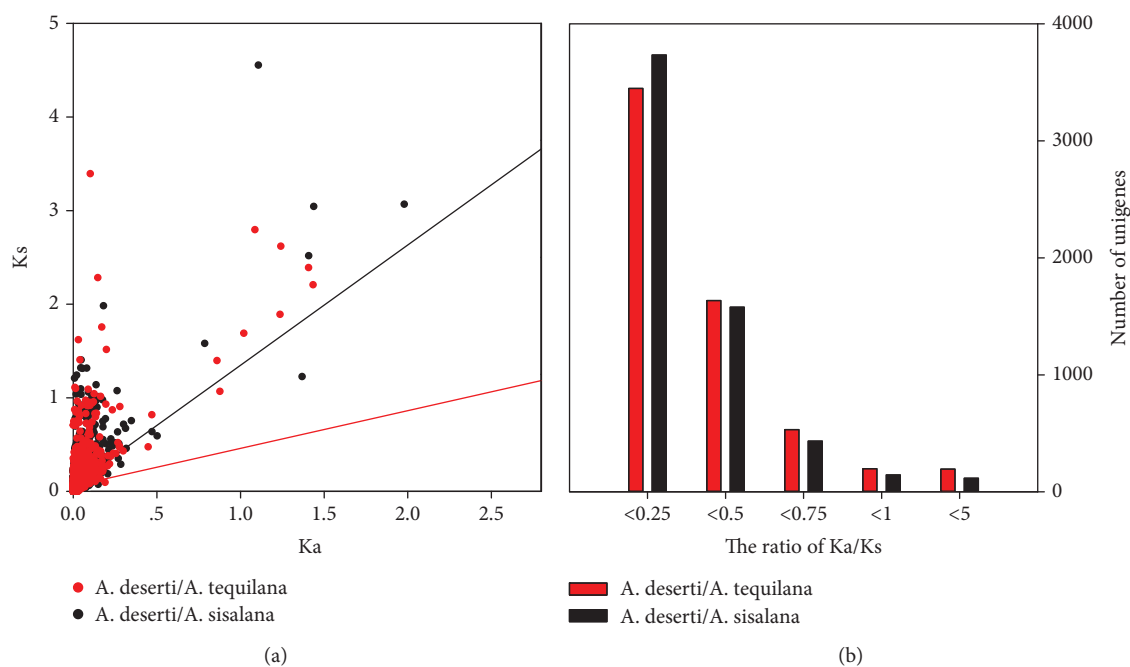 5
4
3
2
1
0
Ks
0.0 .5 1.0 1.5 2.0 2.5
Ka
A. deserti/A. tequilana
A. deserti/A. sisalana
(a)
4000
3000
2000
1000
0
Number of unigenes
<0.25 <0.5 <0.75 <1 <5
The ratio of Ka/Ks
A. deserti/A. tequilana
A. deserti/A. sisalana
(b)